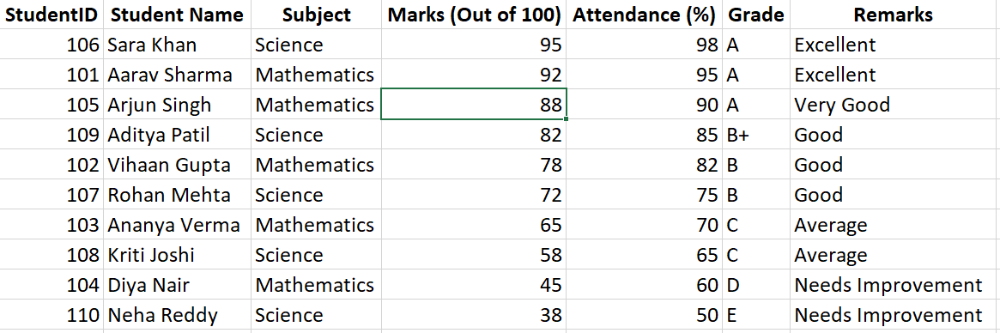 StudentID Student Name Subject Marks (Out of 100) Attendance (%) Grade Remarks
106 Sara Khan Science 95 98 A Excellent
101 Aarav Sharma Mathematics 92 95 A Excellent
105 Arjun Singh Mathematics 88 90 A Very Good
109 Aditya Patil Science 82 85 B+ Good
102 Vihaan Gupta Mathematics 78 82 B Good
107 Rohan Mehta Science 72 75 B Good
103 Ananya Verma Mathematics 65 70 C Average
108 Kriti Joshi Science 58 65 C Average
104 Diya Nair Mathematics 45 60 D Needs Improvement
110 Neha Reddy Science 38 50 E Needs Improvement